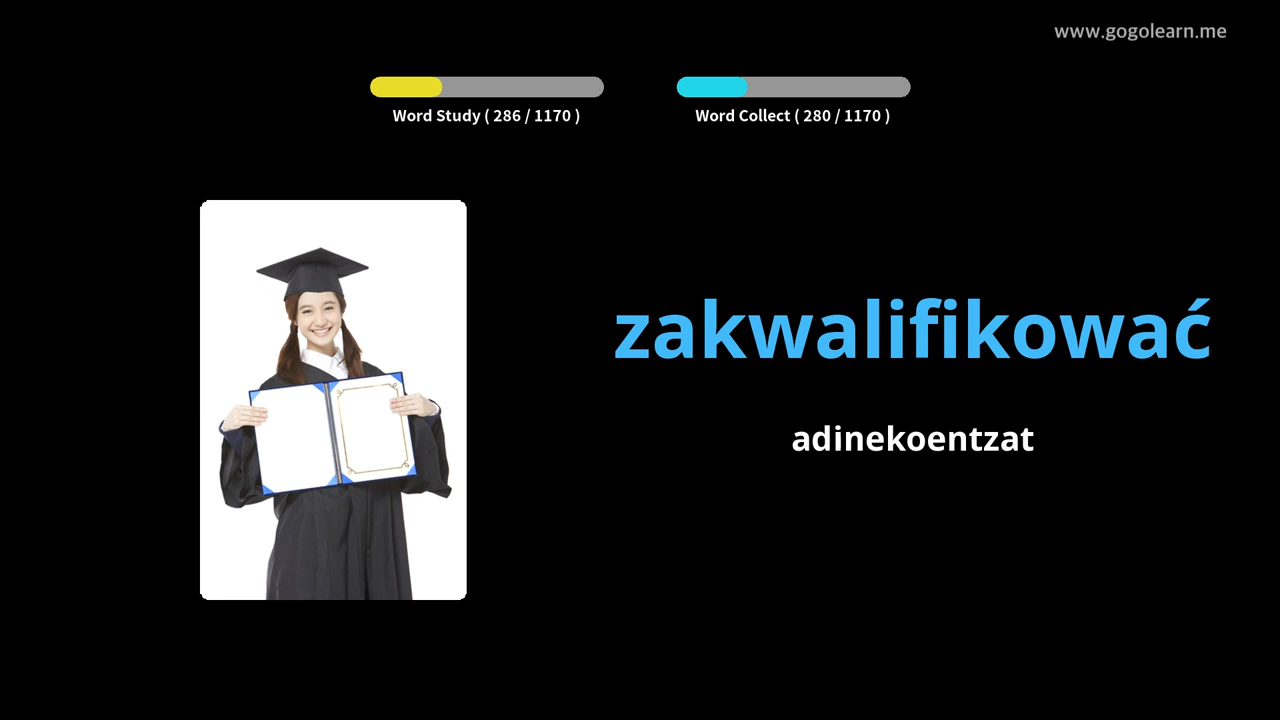 www.gogolearn.me
Word Study ( 286 / 1170 )
Word Collect ( 280 / 1170 )
zakwalifikować
adinekoentzat